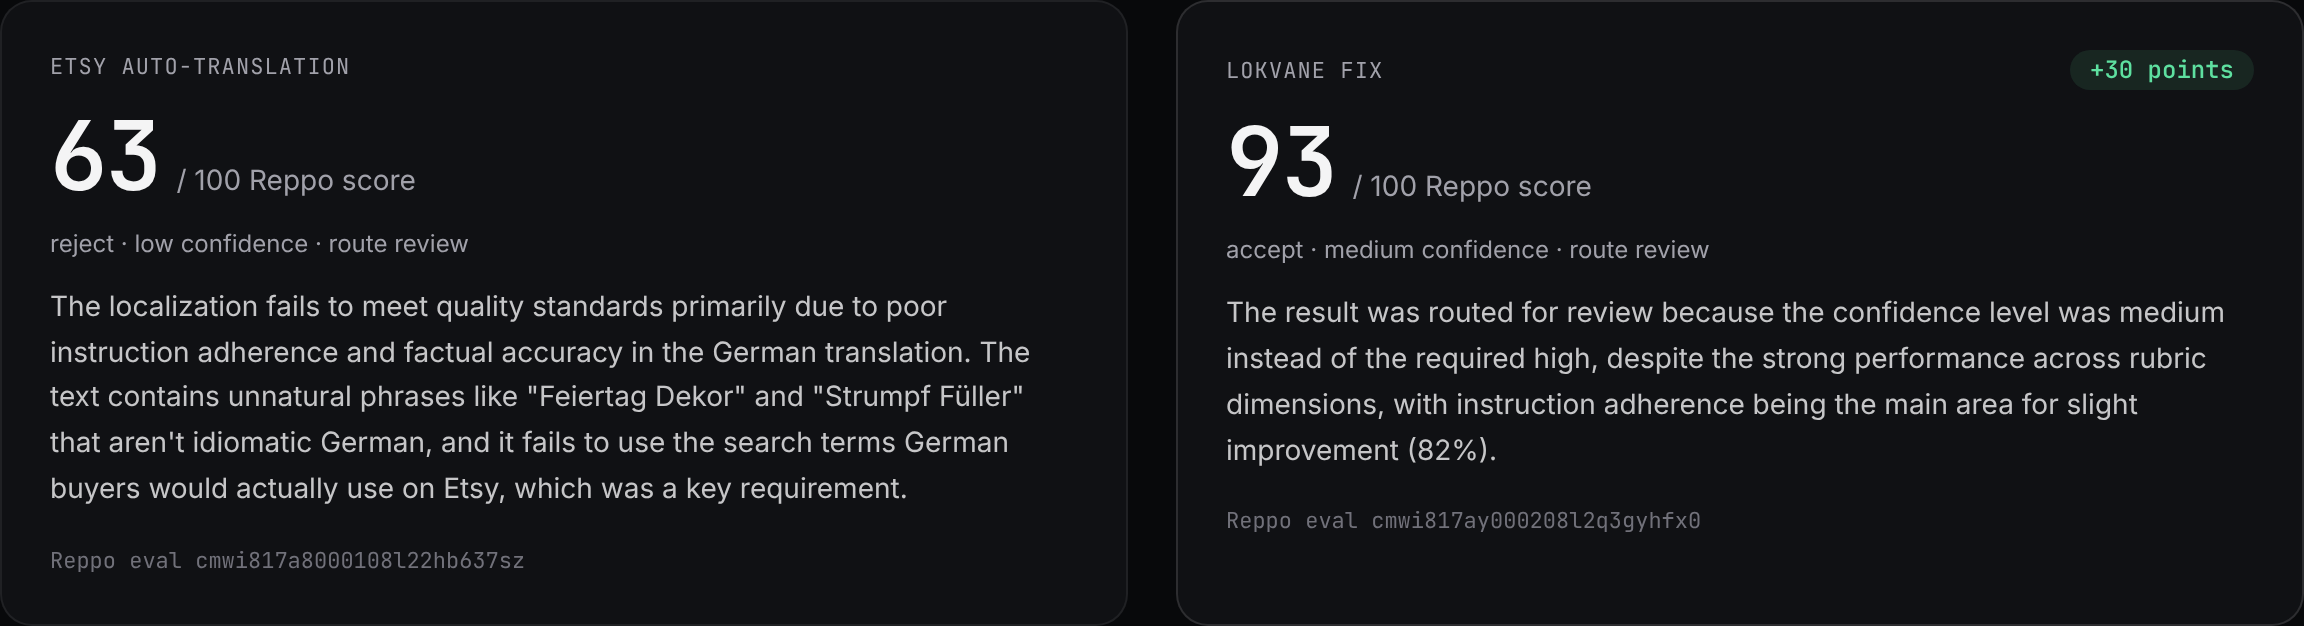 ETSY AUTO-TRANSLATION
63 / 100 Reppo score
reject · low confidence · route review
The localization fails to meet quality standards primarily due to poor
instruction adherence and factual accuracy in the German translation. The
text contains unnatural phrases like "Feiertag Dekor" and "Strumpf Füller"
that aren't idiomatic German, and it fails to use the search terms German
buyers would actually use on Etsy, which was a key requirement.
Reppo eval cmwi817a8000108l22hb637sz
LOKVANE FIX
+30 points
93 / 100 Reppo score
accept · medium confidence · route review
The result was routed for review because the confidence level was medium
instead of the required high, despite the strong performance across rubric
dimensions, with instruction adherence being the main area for slight
improvement (82%).
Reppo eval cmwi817ay000208l2q3gyhfx0